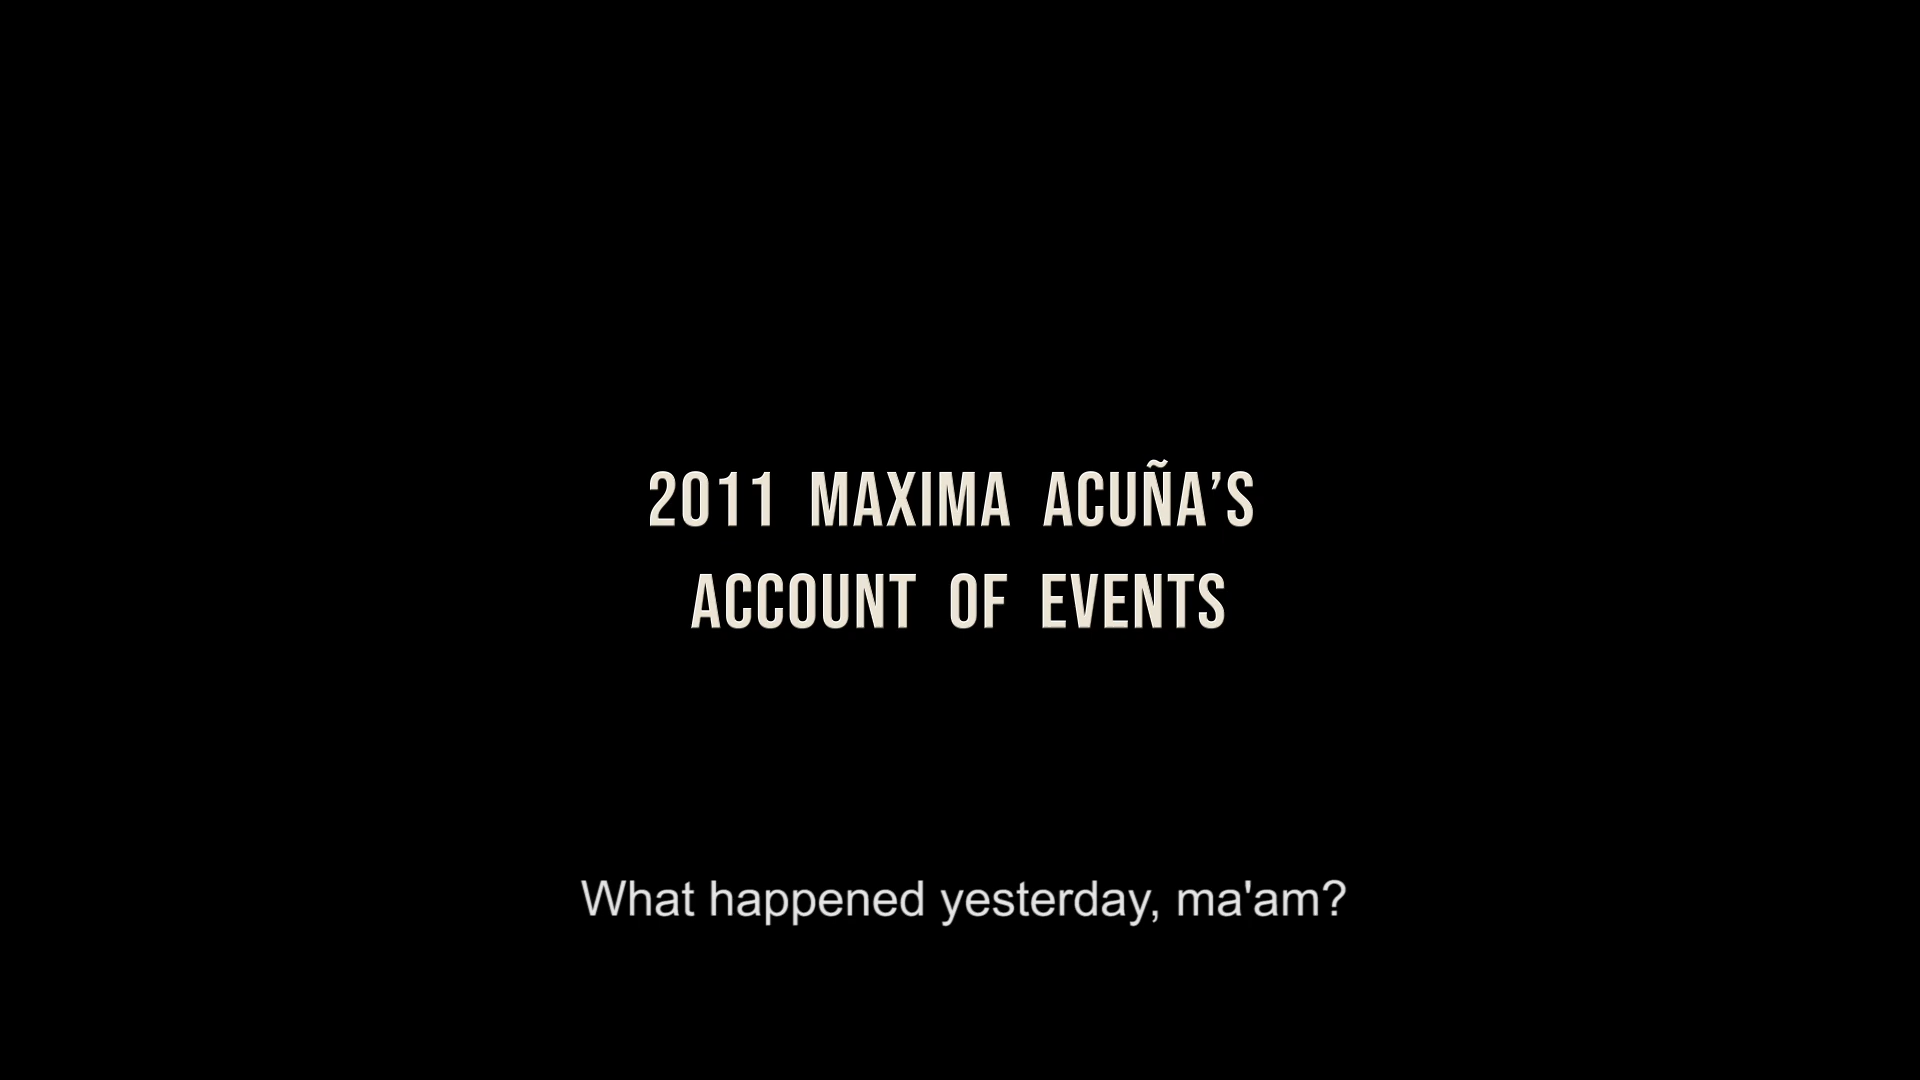 2011 MAXIMA ACUÑA’S
ACCOUNT OF EVENTS
What happened yesterday, ma'am?